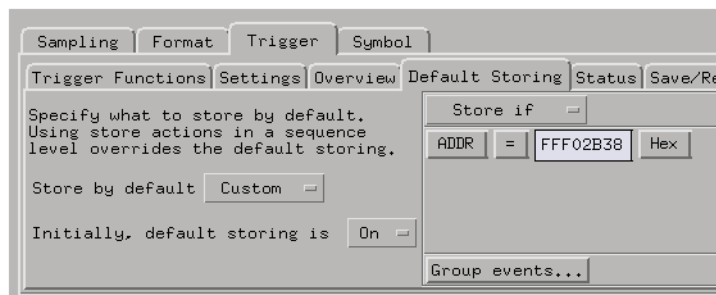 Sampling Format Trigger Symbol
Trigger Functions Settings Overview Default Storing Status Save/Re
Specify what to store by default.
Using store actions in a sequence
level overrides the default storing.
Store by default Custom
Initially, default storing is On
Store if
ADDR = FFF02B38 Hex
Group events...